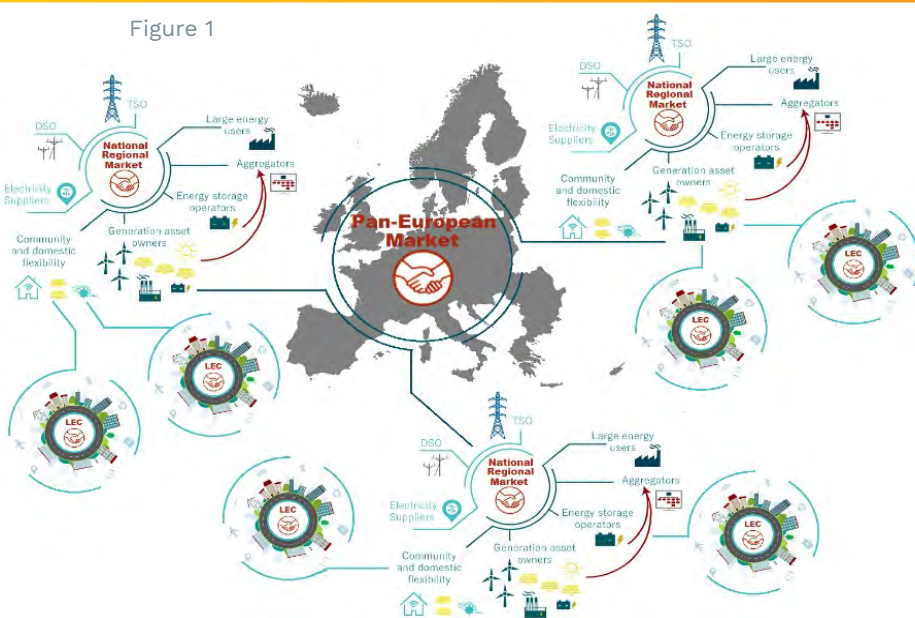 Figure 1
TSO
DSO
National
Regional
Market
Large energy
users
Aggregators
Electricity
Suppliers
Energy storage
operators
Generation asset
owners
Community
and domestic
flexibility
LEC
LEC
Pan-European
Market
TSO
DSO
National
Regional
Market
Large energy
users
Aggregators
Electricity
Suppliers
Energy storage
operators
Generation asset
owners
Community
and domestic
flexibility
LEC
LEC
TSO
DSO
National
Regional
Market
Large energy
users
Aggregators
Electricity
Suppliers
Energy storage
operators
Generation asset
owners
Community
and domestic
flexibility
LEC
LEC